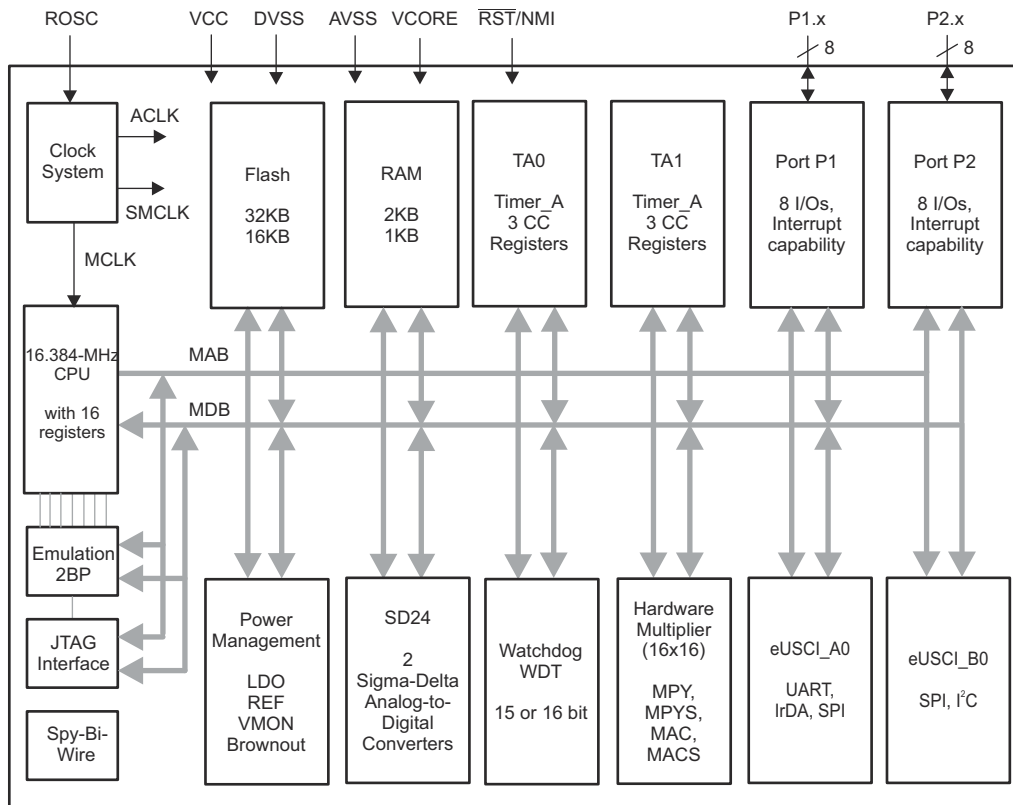 ROSC
VCC
DVSS
AVSS
VCORE
RST/NMI
P1.x
P2.x
8
8
Clock
System
ACLK
SMCLK
MCLK
Flash
32KB
16KB
RAM
2KB
1KB
TA0
Timer_A
3 CC
Registers
TA1
Timer_A
3 CC
Registers
Port P1
8 I/Os,
Interrupt
capability
Port P2
8 I/Os,
Interrupt
capability
16.384-MHz
CPU
with 16
registers
MAB
MDB
Emulation
2BP
JTAG
Interface
Spy-Bi-
Wire
Power
Management
LDO
REF
VMON
Brownout
SD24
2
Sigma-Delta
Analog-to-
Digital
Converters
Watchdog
WDT
15 or 16 bit
Hardware
Multiplier
(16x16)
MPY,
MPYS,
MAC,
MACS
eUSCI_A0
UART,
IrDA, SPI
eUSCI_B0
SPI, I²C